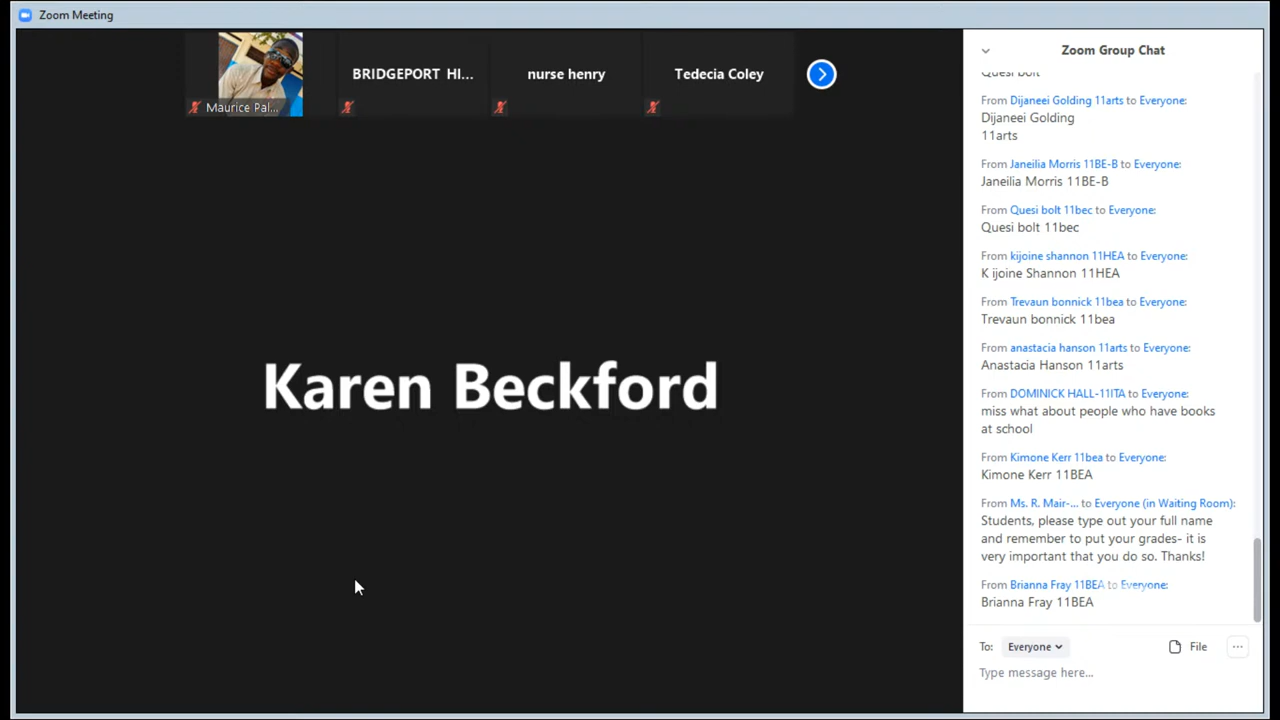 Zoom Meeting
Maurice Pal...
BRIDGEPORT HI...
nurse henry
Tedecia Coley
Karen Beckford
Zoom Group Chat
Quesi bolt
From Dijaneei Golding 11arts to Everyone:
Dijaneei Golding
11arts
From Janeilia Morris 11BE-B to Everyone:
Janeilia Morris 11BE-B
From Quesi bolt 11bec to Everyone:
Quesi bolt 11bec
From kijoine shannon 11HEA to Everyone:
K ijoine Shannon 11HEA
From Trevaun bonnick 11bea to Everyone:
Trevaun bonnick 11bea
From anastacia hanson 11arts to Everyone:
Anastacia Hanson 11arts
From DOMINICK HALL-11ITA to Everyone:
miss what about people who have books
at school
From Kimone Kerr 11bea to Everyone:
Kimone Kerr 11BEA
From Ms. R. Mair-... to Everyone (in Waiting Room):
Students, please type out your full name
and remember to put your grades- it is
very important that you do so. Thanks!
From Brianna Fray 11BEA to Everyone:
Brianna Fray 11BEA
To: Everyone File ...
Type message here...